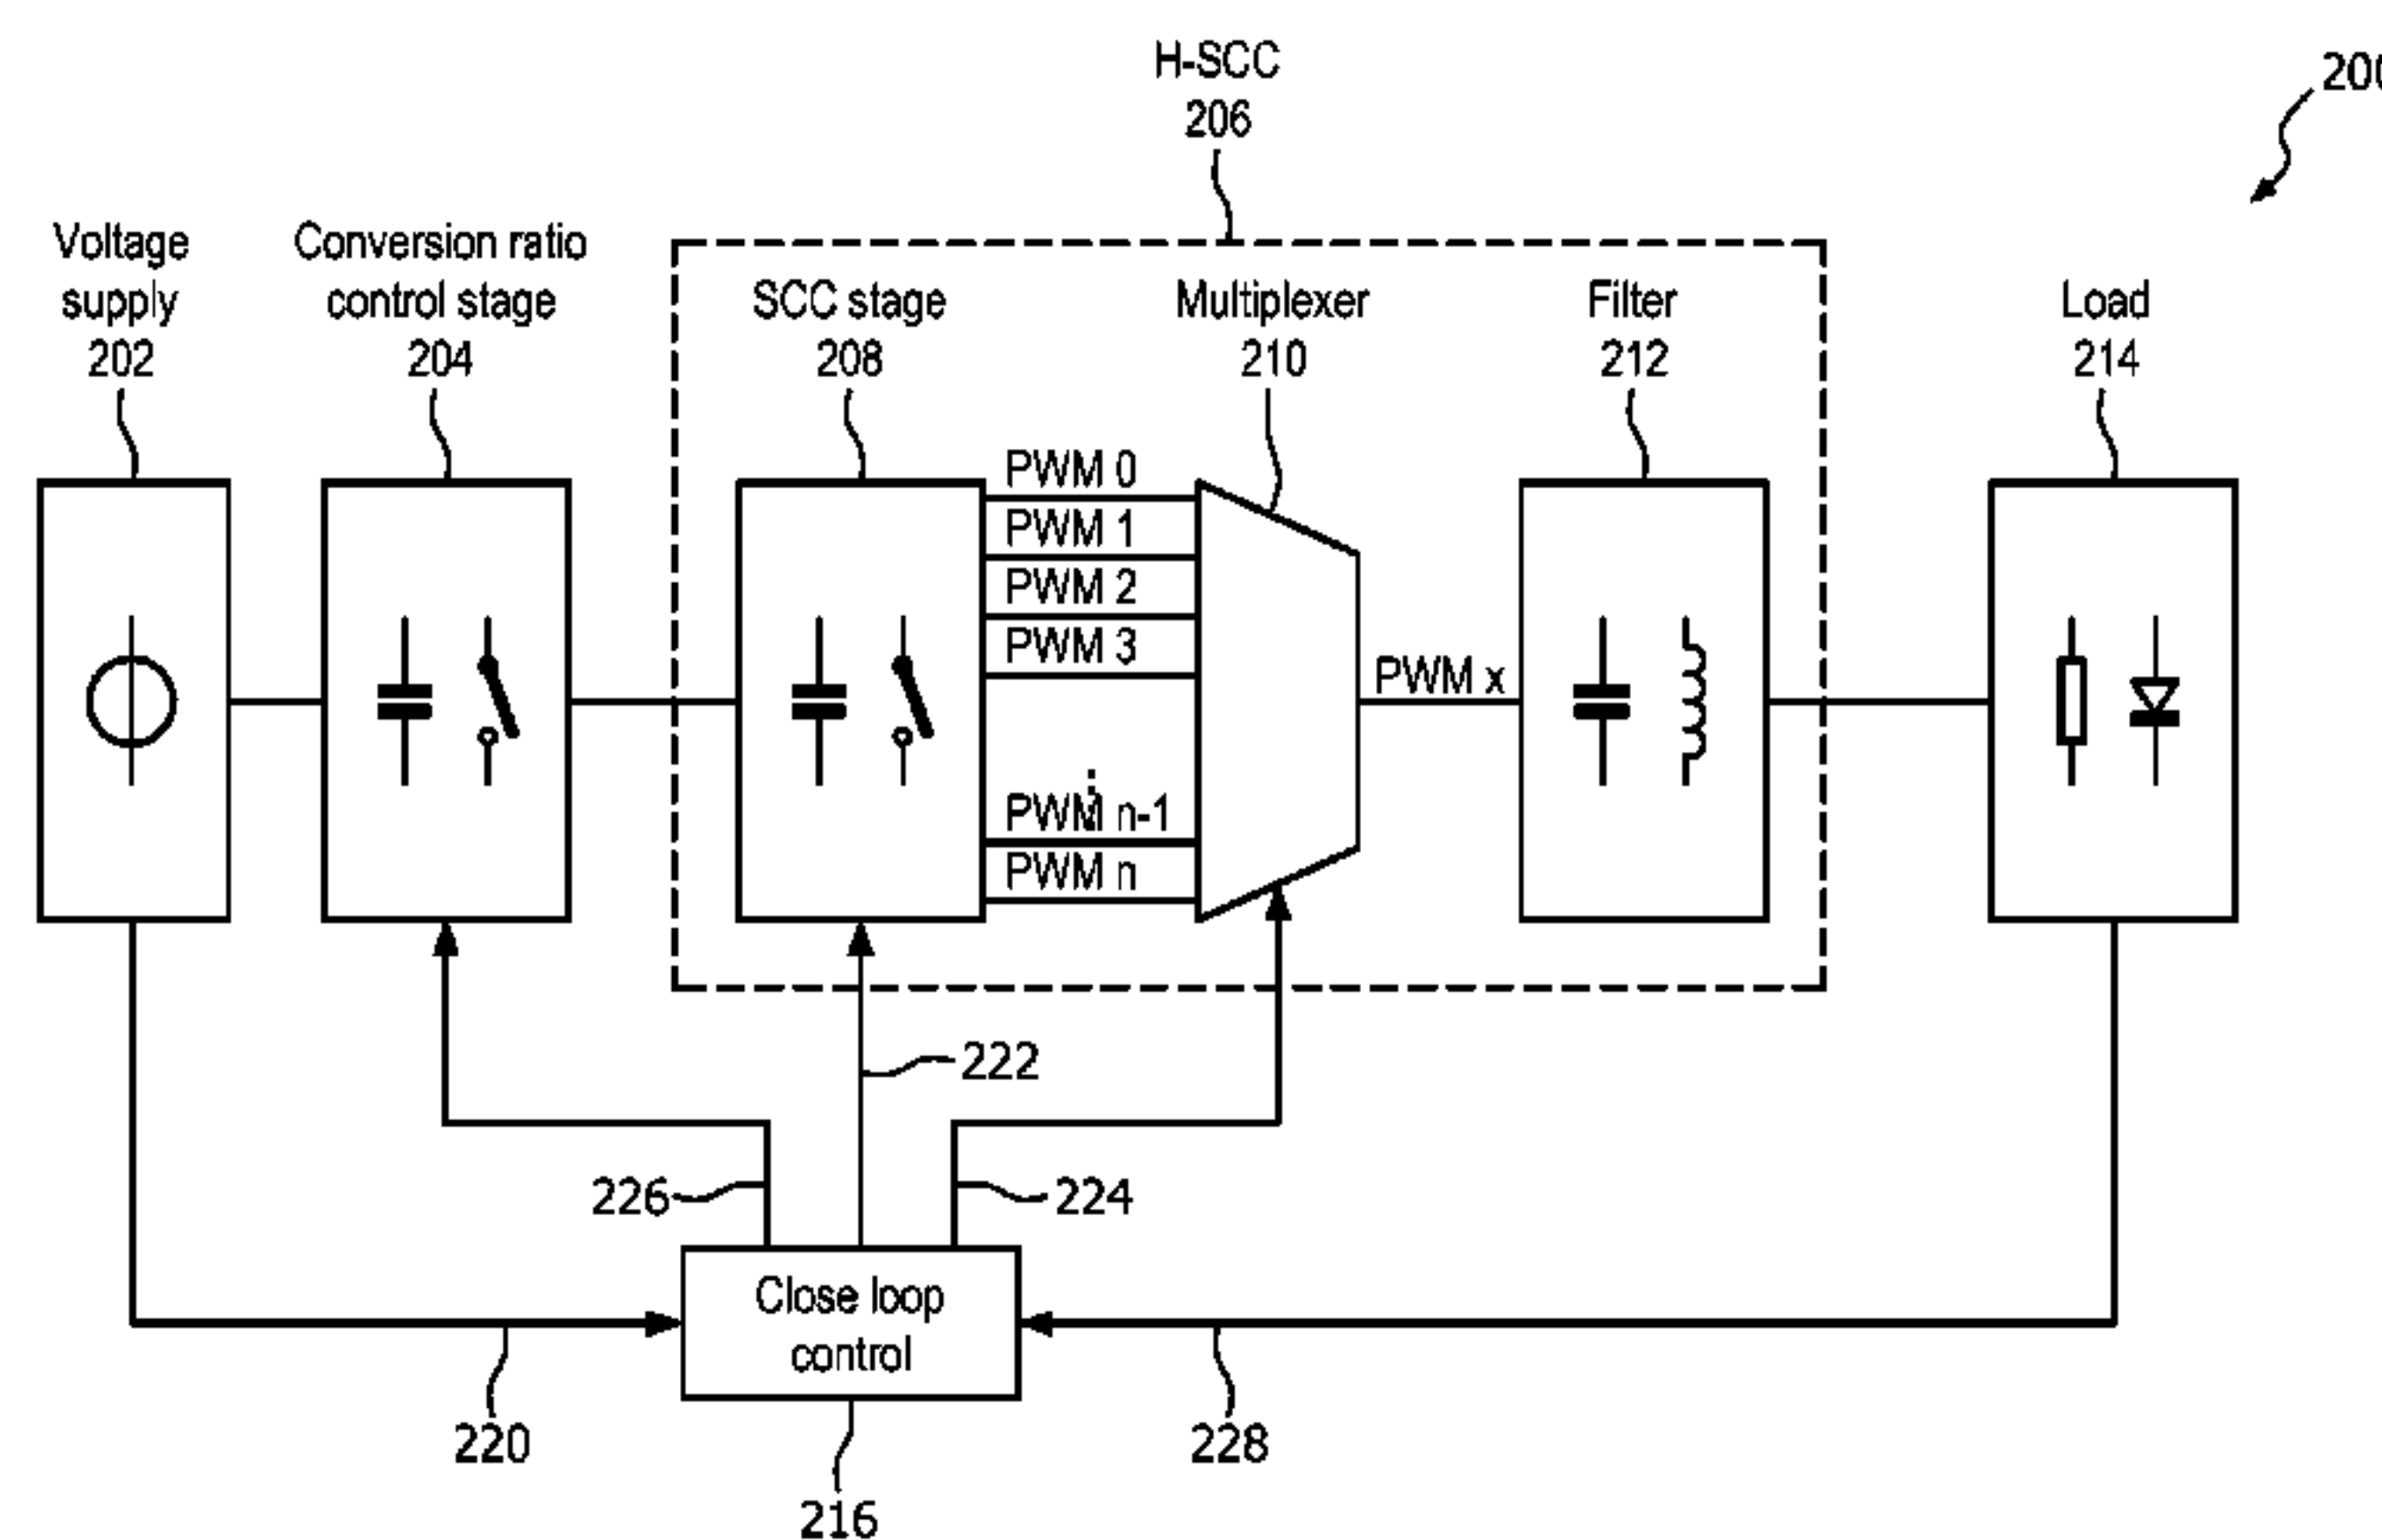 H-SCC
206
200
Voltage
supply
202
Conversion ratio
control stage
204
SCC stage
208
Multiplexer
210
Filter
212
Load
214
PWM 0
PWM 1
PWM 2
PWM 3
PWM n-1
PWM n
PWM x
222
226
224
Close loop
control
220
228
216